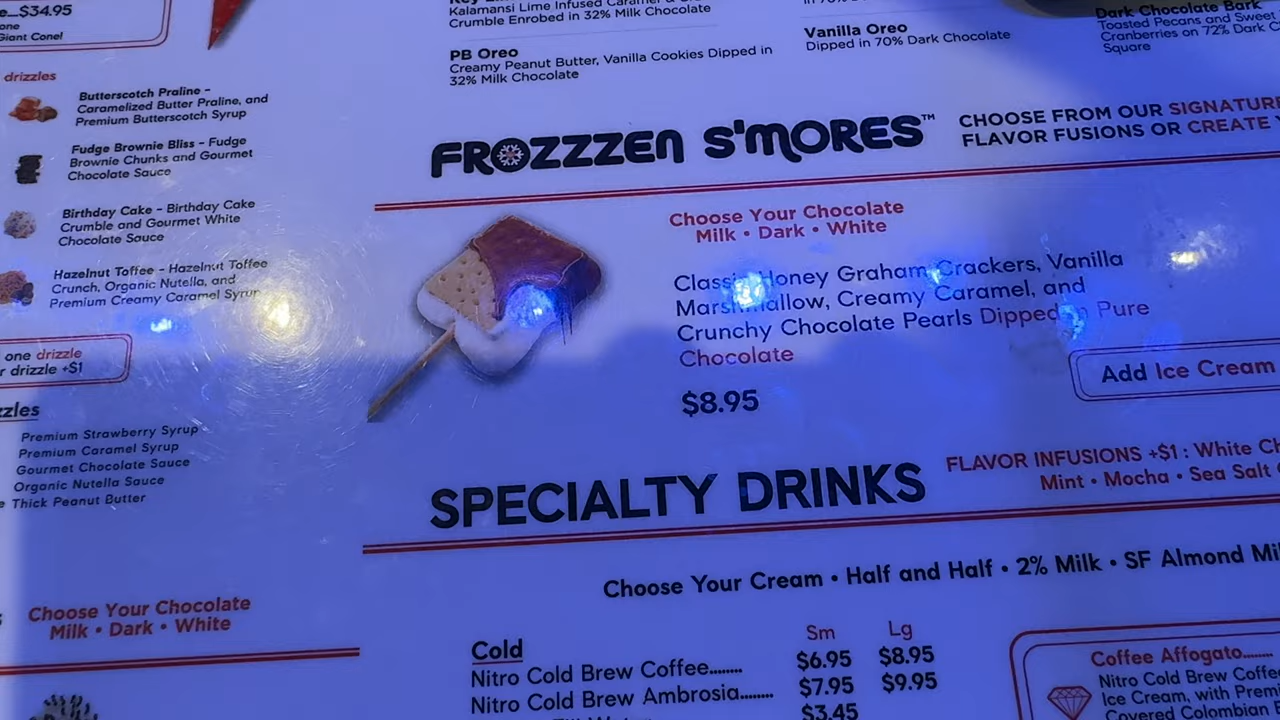 $34.95
Giant Cone!
drizzles
Butterscotch Praline -
Caramelized Butter Praline, and
Premium Butterscotch Syrup
Fudge Brownie Bliss - Fudge
Brownie Chunks and Gourmet
Chocolate Sauce
Birthday Cake - Birthday Cake
Crumble and Gourmet White
Chocolate Sauce
Hazelnut Toffee - Hazelnut Toffee
Crunch, Organic Nutella, and
Premium Creamy Caramel Syrup
one drizzle
drizzle +$1
Premium Strawberry Syrup
Premium Caramel Syrup
Gourmet Chocolate Sauce
Organic Nutella Sauce
Thick Peanut Butter
Choose Your Chocolate
Milk • Dark • White
Kalamansi Lime Infused Caramel &
Crumble Enrobed in 32% Milk Chocolate
PB Oreo
Creamy Peanut Butter, Vanilla Cookies Dipped in
32% Milk Chocolate
Vanilla Oreo
Dipped in 70% Dark Chocolate
Dark Chocolate Bark
Toasted Pecans and Sweet
Cranberries on 72% Dark
Square
FROZZZEN S'MORES™
CHOOSE FROM OUR SIGNATURE
FLAVOR FUSIONS OR CREATE
Choose Your Chocolate
Milk • Dark • White
Classic Honey Graham Crackers, Vanilla
Marshmallow, Creamy Caramel, and
Crunchy Chocolate Pearls Dipped in Pure
Chocolate
$8.95
Add Ice Cream
SPECIALTY DRINKS
FLAVOR INFUSIONS +$1 : White
Mint • Mocha • Sea Salt
Choose Your Cream • Half and Half • 2% Milk • SF Almond
Cold
Sm Lg
Nitro Cold Brew Coffee........ $6.95 $8.95
Nitro Cold Brew Ambrosia........ $7.95 $9.95
$3.45
Coffee Affogato........
Nitro Cold Brew Coffee
Ice Cream, with
Covered Colombian